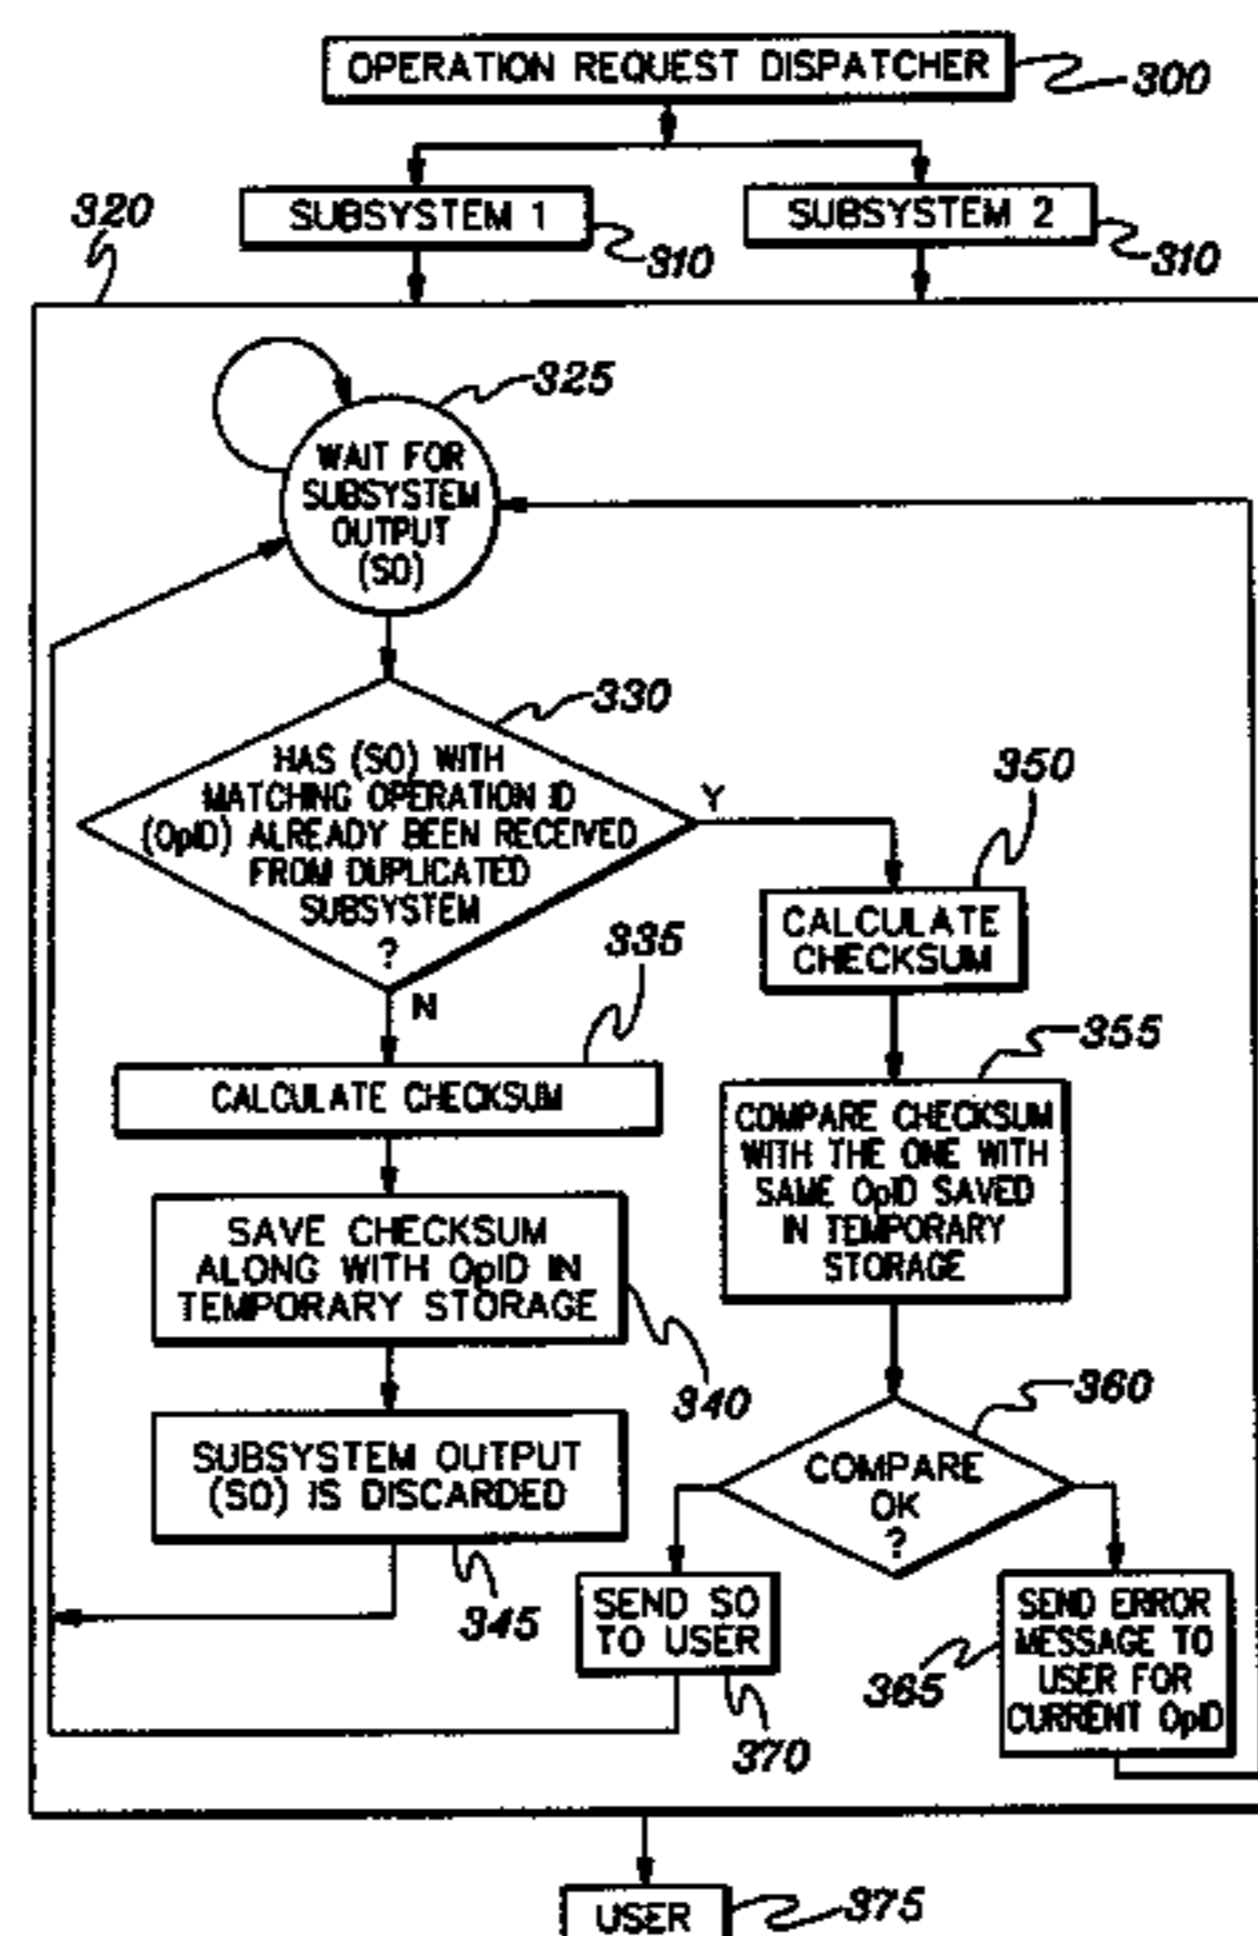 OPERATION REQUEST DISPATCHER
300
320
SUBSYSTEM 1
310
SUBSYSTEM 2
310
325
WAIT FOR
SUBSYSTEM
OUTPUT
(SO)
330
HAS (SO) WITH
MATCHING OPERATION ID
(OpID) ALREADY BEEN RECEIVED
FROM DUPLICATED
SUBSYSTEM
?
Y
N
350
CALCULATE
CHECKSUM
335
CALCULATE CHECKSUM
355
COMPARE CHECKSUM
WITH THE ONE WITH
SAME OpID SAVED
IN TEMPORARY
STORAGE
SAVE CHECKSUM
ALONG WITH OpID IN
TEMPORARY STORAGE
340
360
COMPARE
OK
?
SUBSYSTEM OUTPUT
(SO) IS DISCARDED
345
SEND SO
TO USER
370
SEND ERROR
MESSAGE TO
USER FOR
CURRENT OpID
365
USER
375